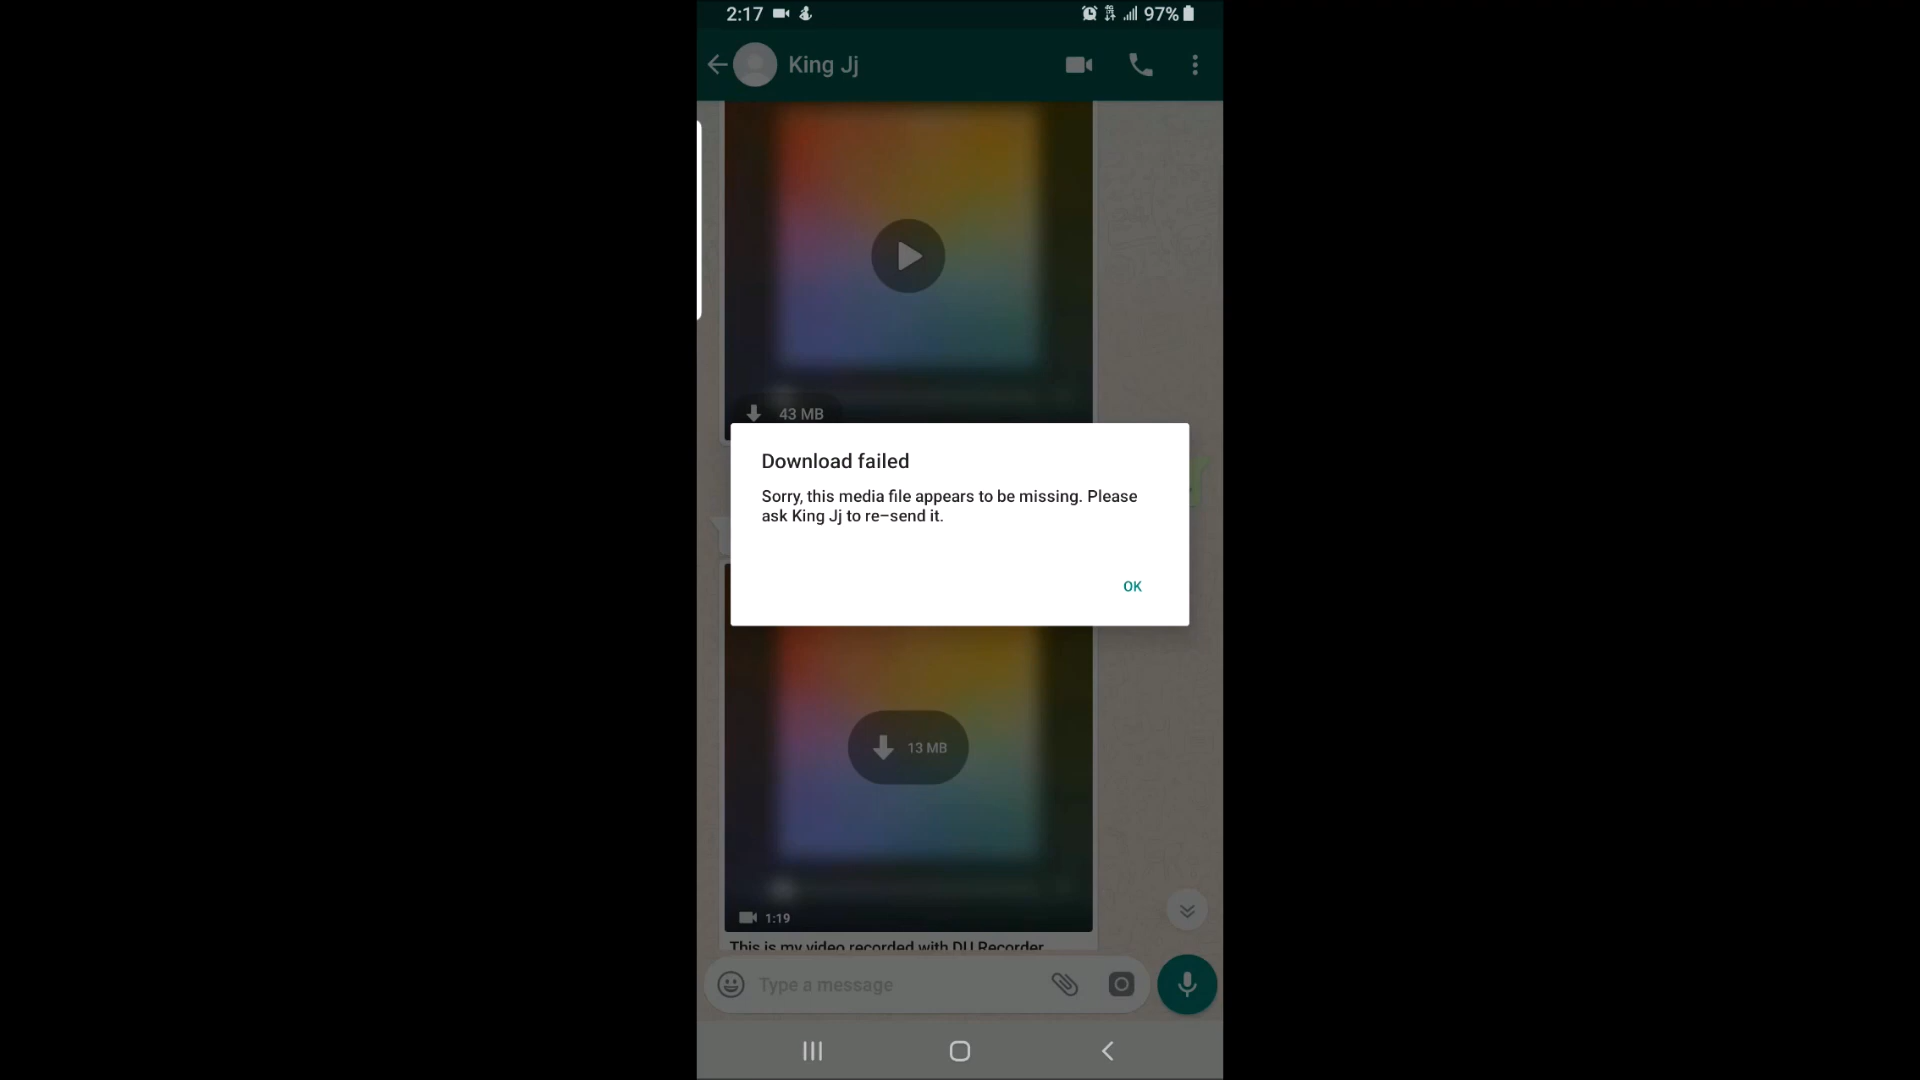 2:17 97%
King Jj
43 MB
Download failed
Sorry, this media file appears to be missing. Please
ask King Jj to re-send it.
OK
13 MB
1:19
This is my video recorded with DU Recorder
Type a message